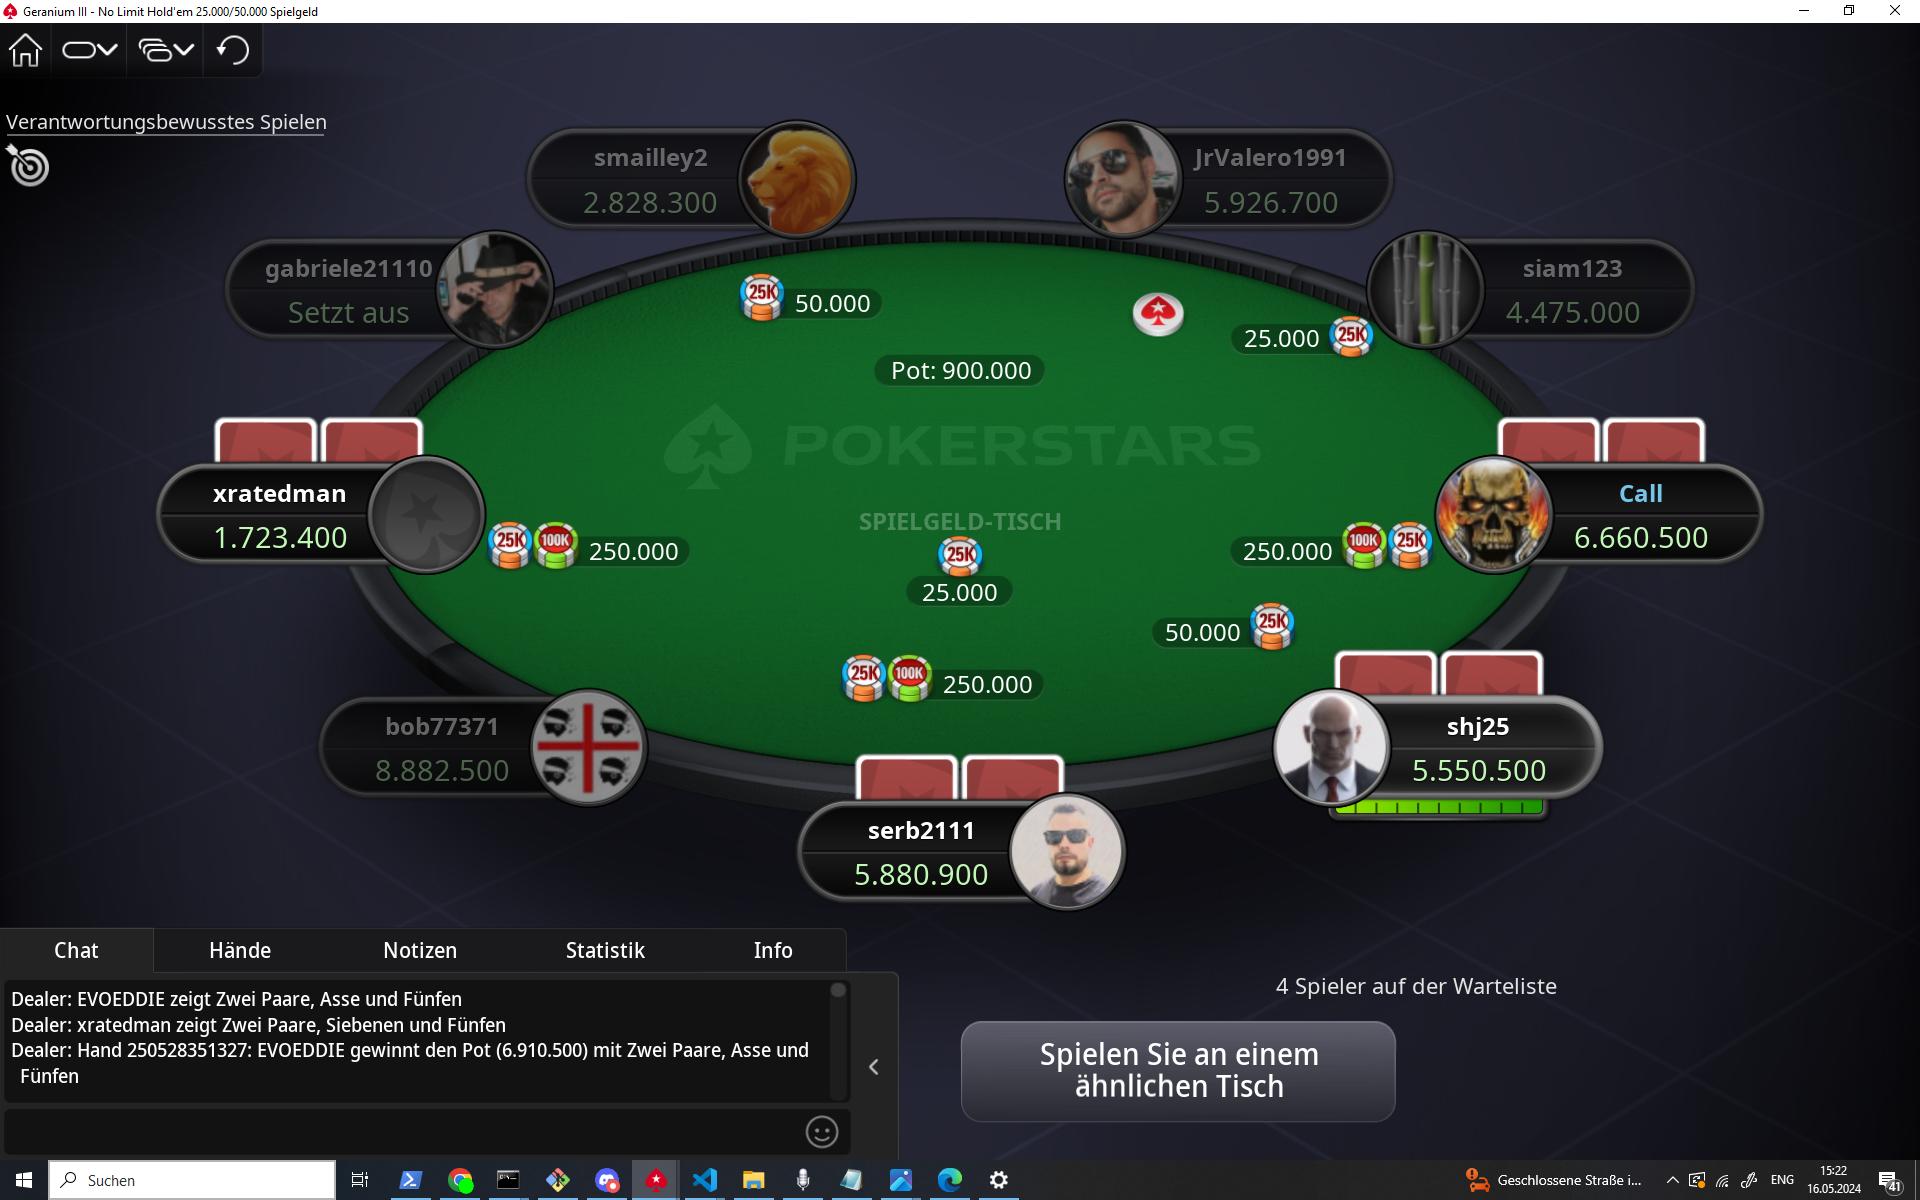 Geranium III - No Limit Hold'em 25.000/50.000 Spielgeld
Verantwortungsbewusstes Spielen
smailley2
2.828.300
JrValero1991
5.926.700
gabriele21110
Setzt aus
siam123
4.475.000
25K
50.000
25.000
25K
Pot: 900.000
POKERSTARS
xratedman
1.723.400
Call
6.660.500
SPIELGELD-TISCH
25K
100K
250.000
250.000
100K
25K
25K
25.000
50.000
25K
25K
100K
250.000
bob77371
8.882.500
shj25
5.550.500
serb2111
5.880.900
Chat
Hände
Notizen
Statistik
Info
Dealer: EVOEDDIE zeigt Zwei Paare, Asse und Fünfen
Dealer: xratedman zeigt Zwei Paare, Siebenen und Fünfen
Dealer: Hand 250528351327: EVOEDDIE gewinnt den Pot (6.910.500) mit Zwei Paare, Asse und
Fünfen
4 Spieler auf der Warteliste
Spielen Sie an einem
ähnlichen Tisch
Suchen
Geschlossene Straße i...
ENG
15:22
16.05.2024
41